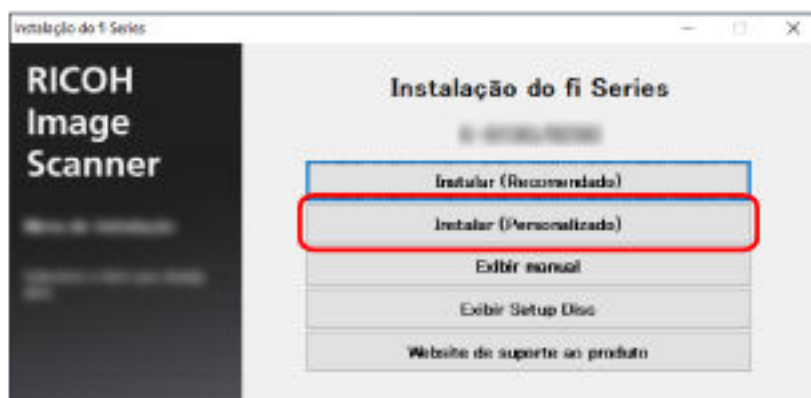 Instalação do fi Series
RICOH
Image
Scanner
Instalação do fi Series
Instalar (Recomendado)
Instalar (Personalizado)
Exibir manual
Exibir Setup Disc
Website de suporte ao produto